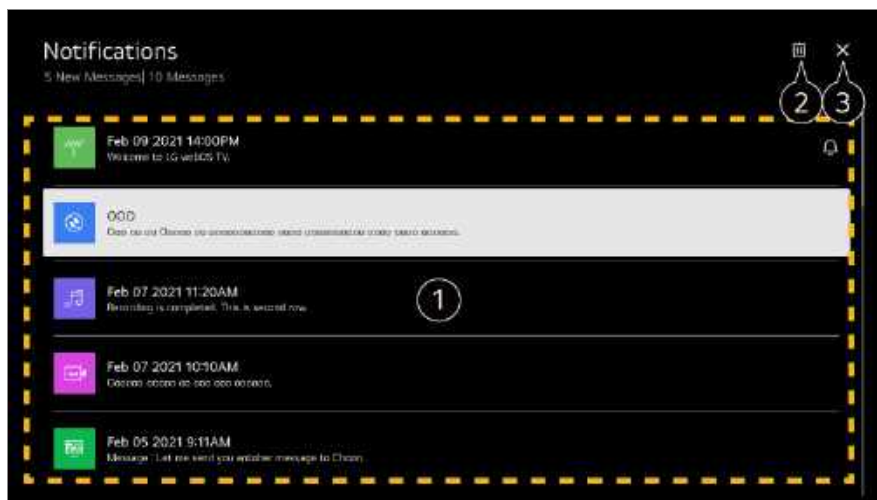 Notifications
5 New Messages| 10 Messages
2 3
Feb 09 2021 14:00PM
Welcome to LG webOS TV.
OOO
Feb 07 2021 11:20AM
Recording is completed. This is second row
1
Feb 07 2021 10:10AM
Feb 05 2021 9:11AM
Message : Let me send you antoher message to Chon